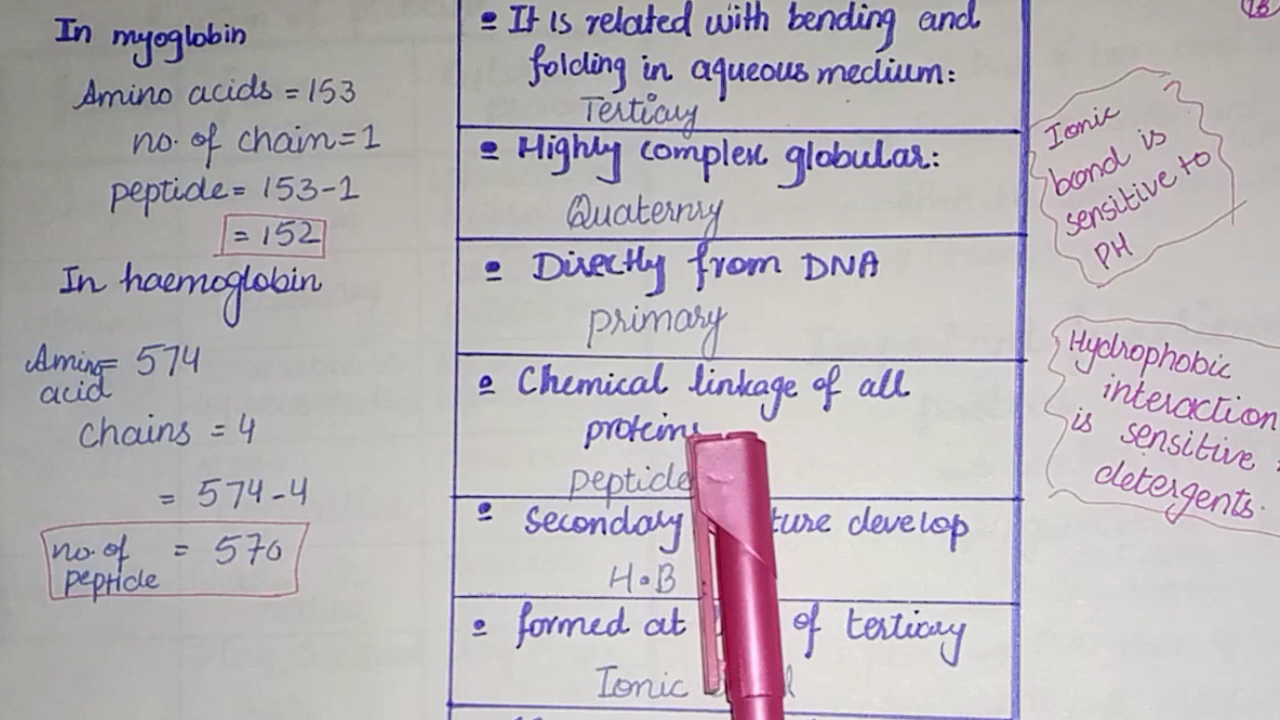 In myoglobin
Amino acids = 153
no. of chain = 1
peptide = 153-1
= 152
In haemoglobin
Amino = 574
acid
chains = 4
= 574-4
no. of = 570
peptide
It is related with bending and
folding in aqueous medium:
Tertiary
Highly complex globular:
Quaternry
Directly from DNA
primary
Chemical linkage of all
proteins
peptide
Secondary ture develop
H.B
formed at of tertiary
Ionic
Ionic
bond is
sensitive to
PH
Hydrophobic
interaction
is sensitive
detergents.